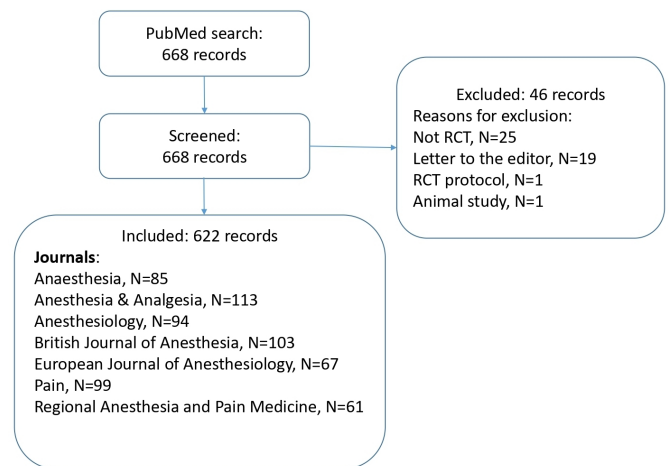 PubMed search:
668 records
Screened:
668 records
Excluded: 46 records
Reasons for exclusion:
Not RCT, N=25
Letter to the editor, N=19
RCT protocol, N=1
Animal study, N=1
Included: 622 records
Journals:
Anaesthesia, N=85
Anesthesia & Analgesia, N=113
Anesthesiology, N=94
British Journal of Anesthesia, N=103
European Journal of Anesthesiology, N=67
Pain, N=99
Regional Anesthesia and Pain Medicine, N=61